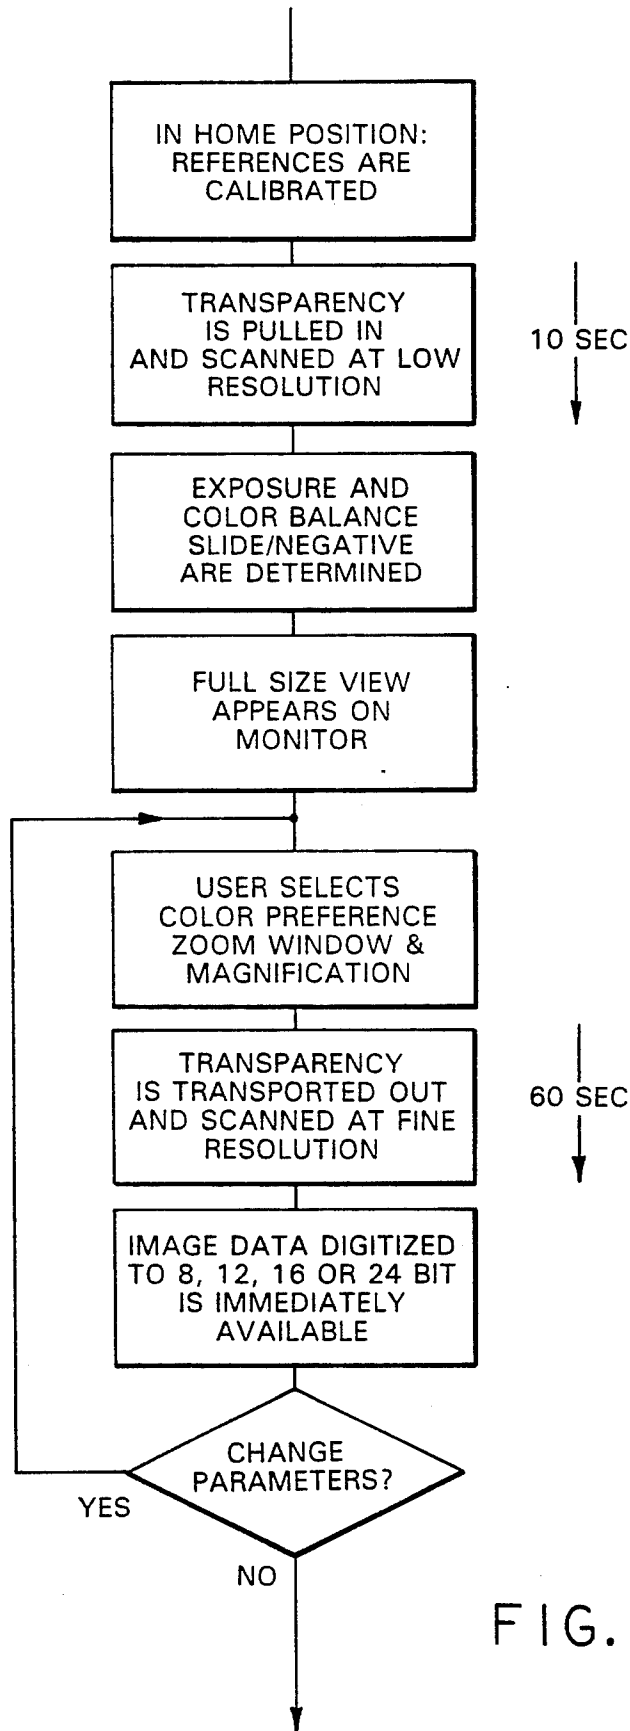 IN HOME POSITION:
REFERENCES ARE
CALIBRATED
TRANSPARENCY
IS PULLED IN
AND SCANNED AT LOW
RESOLUTION
10 SEC
EXPOSURE AND
COLOR BALANCE
SLIDE/NEGATIVE
ARE DETERMINED
FULL SIZE VIEW
APPEARS ON
MONITOR
USER SELECTS
COLOR PREFERENCE
ZOOM WINDOW &
MAGNIFICATION
TRANSPARENCY
IS TRANSPORTED OUT
AND SCANNED AT FINE
RESOLUTION
60 SEC
IMAGE DATA DIGITIZED
TO 8, 12, 16 OR 24 BIT
IS IMMEDIATELY
AVAILABLE
CHANGE
PARAMETERS?
YES
NO
FIG.